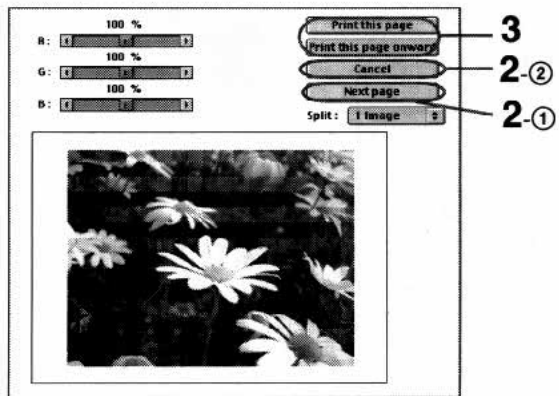 100 %
R :
100 %
G :
100 %
B :
Print this page
Print this page onward
Cancel
Next page
Split : 1 Image
3
2-②
2-①